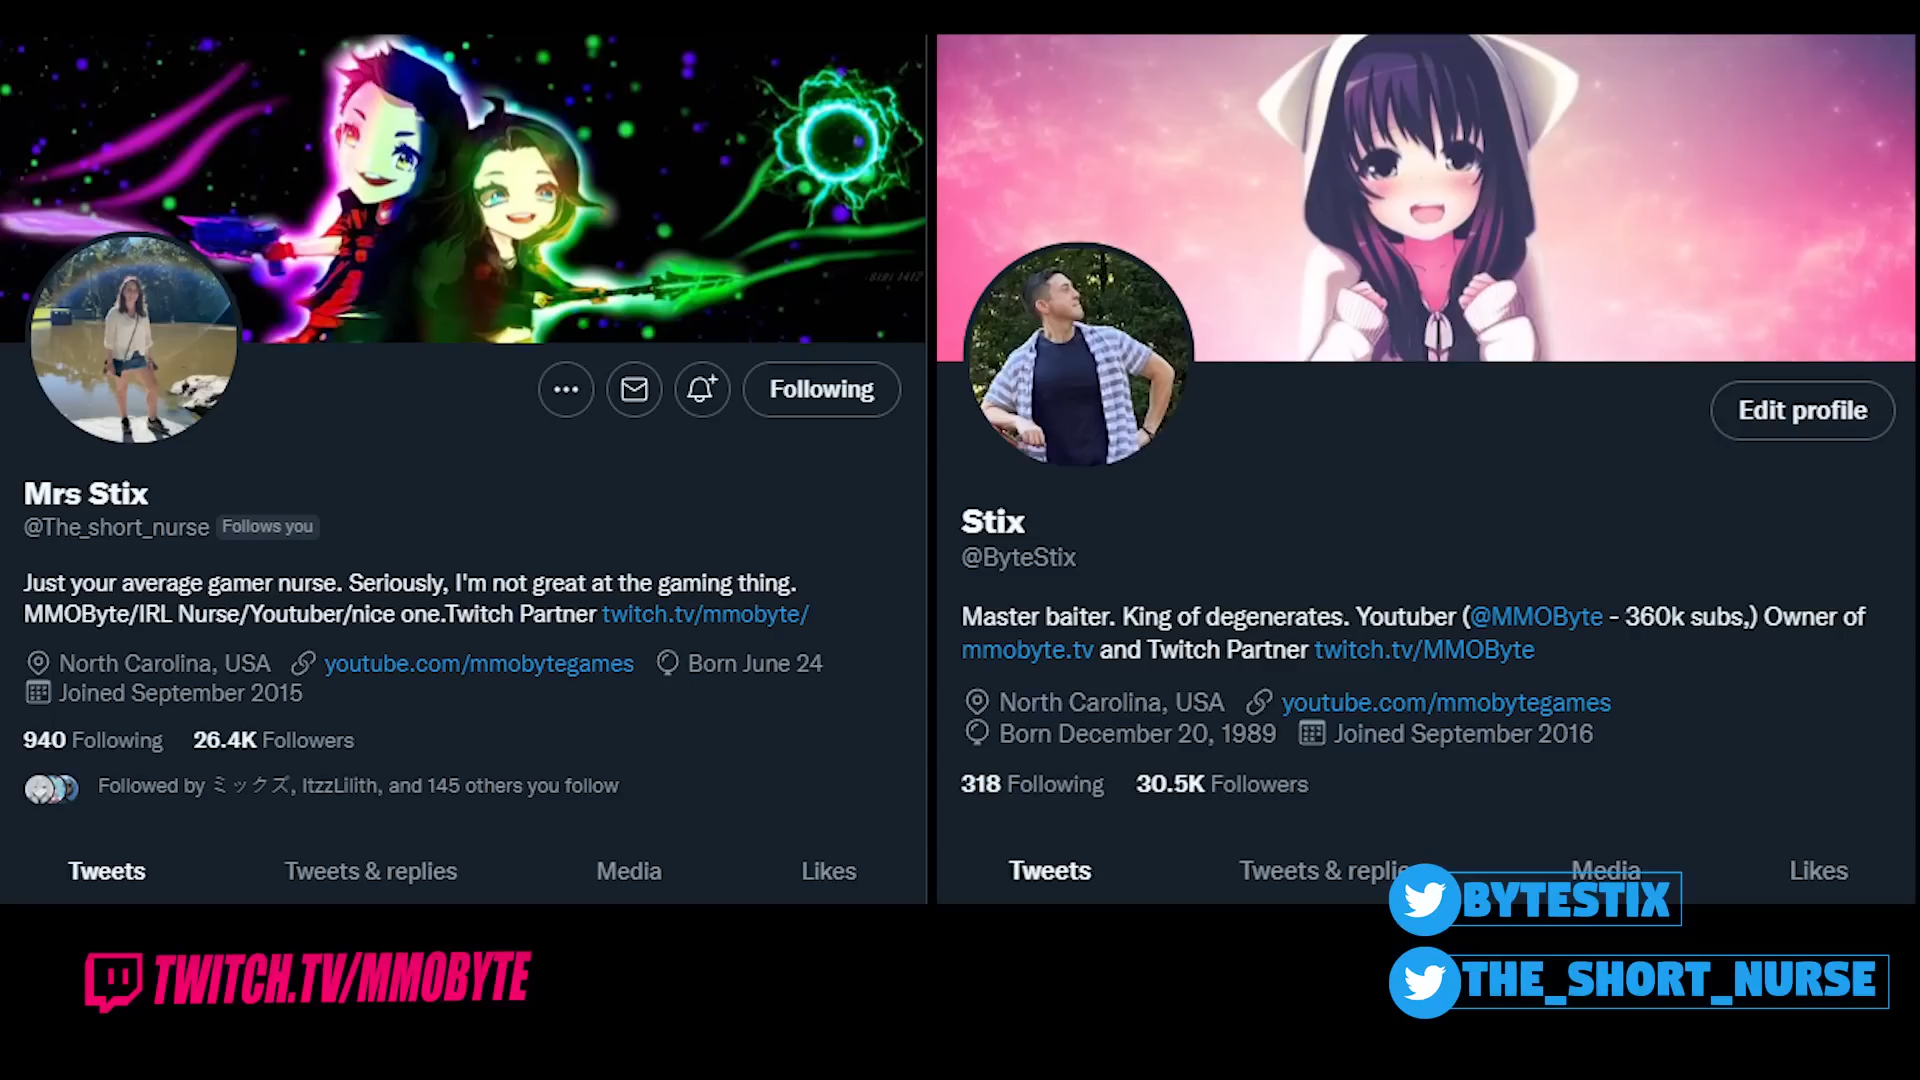 Following
Mrs Stix
@The_short_nurse Follows you
Just your average gamer nurse. Seriously, I'm not great at the gaming thing.
MMOByte/IRL Nurse/Youtuber/nice one.Twitch Partner twitch.tv/mmobyte/
North Carolina, USA youtube.com/mmobytegames Born June 24
Joined September 2015
940 Following 26.4K Followers
Followed by ミックズ, ItzzLilith, and 145 others you follow
Tweets Tweets & replies Media Likes
Edit profile
Stix
@ByteStix
Master baiter. King of degenerates. Youtuber (@MMOByte - 360k subs,) Owner of
mmobyte.tv and Twitch Partner twitch.tv/MMOByte
North Carolina, USA youtube.com/mmobytegames
Born December 20, 1989 Joined September 2016
318 Following 30.5K Followers
Tweets Tweets & replies Media Likes
BYTESTIX
THE_SHORT_NURSE
TWITCH.TV/MMOBYTE